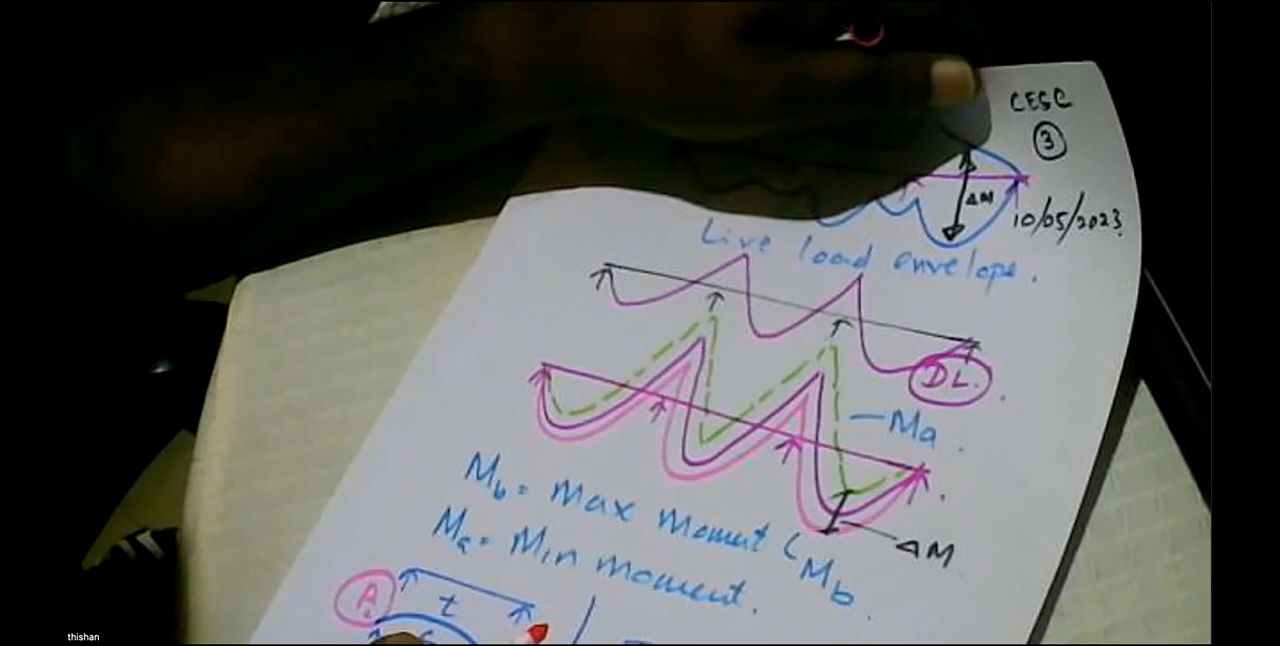 CESC
3
ΔM
10/05/2023
Live load envelope.
DL.
Ma.
Mb = Max Moment
Ma = Min moment.
ΔM
Mb
A
t
thishan